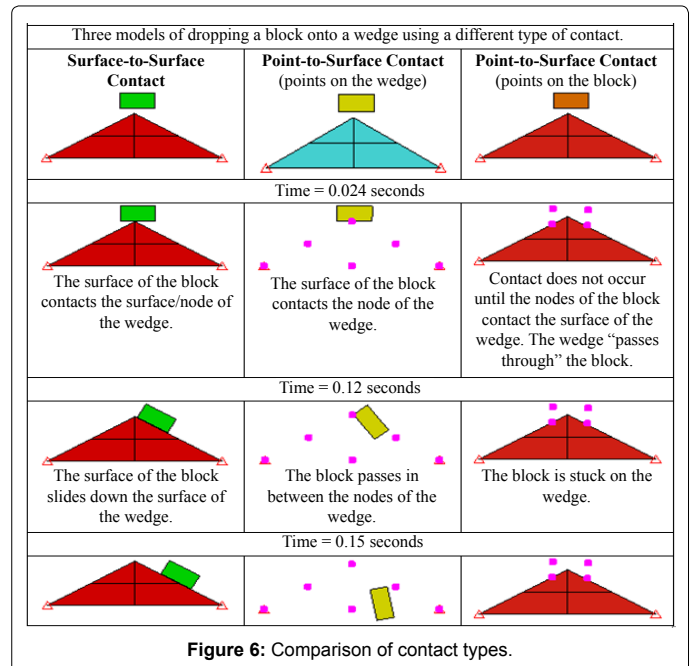 Three models of dropping a block onto a wedge using a different type of contact.
Surface-to-Surface
Contact
Point-to-Surface Contact
(points on the wedge)
Point-to-Surface Contact
(points on the block)
Time = 0.024 seconds
The surface of the block
contacts the surface/node of
the wedge.
The surface of the block
contacts the node of the
wedge.
Contact does not occur
until the nodes of the block
contact the surface of the
wedge. The wedge “passes
through” the block.
Time = 0.12 seconds
The surface of the block
slides down the surface of
the wedge.
The block passes in
between the nodes of the
wedge.
The block is stuck on the
wedge.
Time = 0.15 seconds
Figure 6: Comparison of contact types.